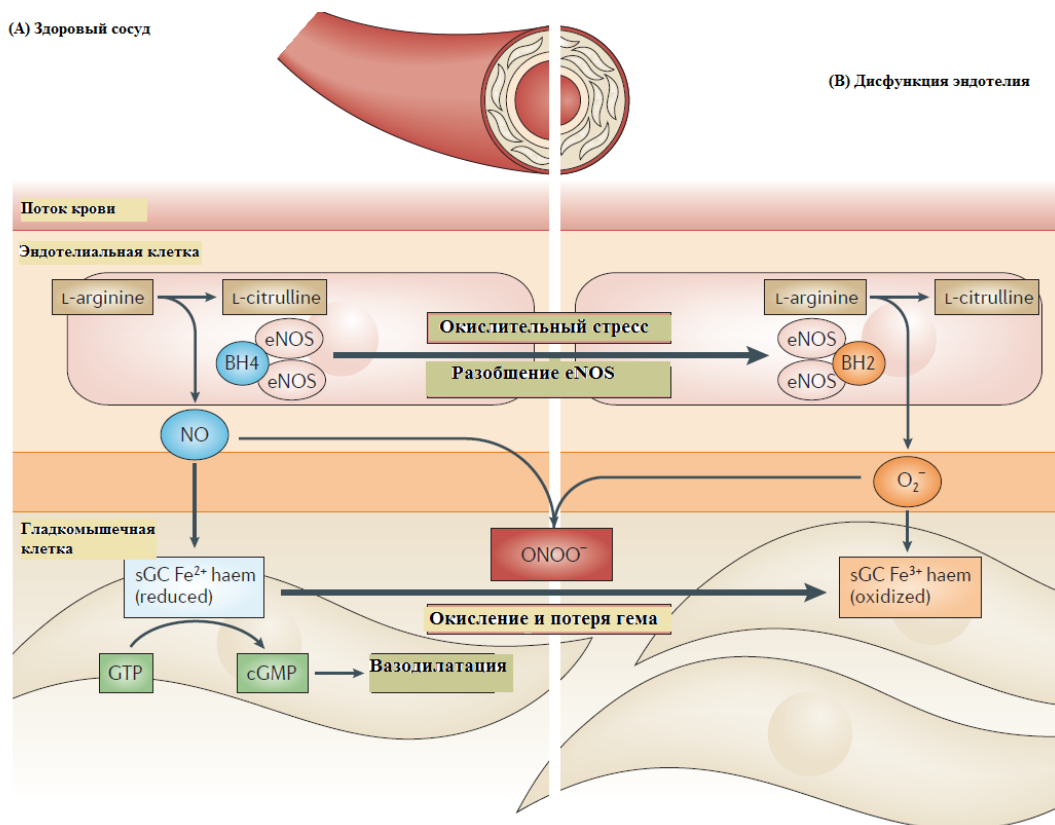 (А) Здоровый сосуд
(В) Дисфункция эндотелия
Поток крови
Эндотелиальная клетка
L-arginine
L-citrulline
eNOS
BH4
eNOS
Окислительный стресс
Разобшение eNOS
L-arginine
L-citrulline
eNOS
BH2
eNOS
NO
O₂⁻
Гладкомышечная
клетка
ONOO⁻
sGC Fe²⁺ haem
(reduced)
sGC Fe³⁺ haem
(oxidized)
Окисление и потеря гема
GTP
cGMP
Вазодилатация